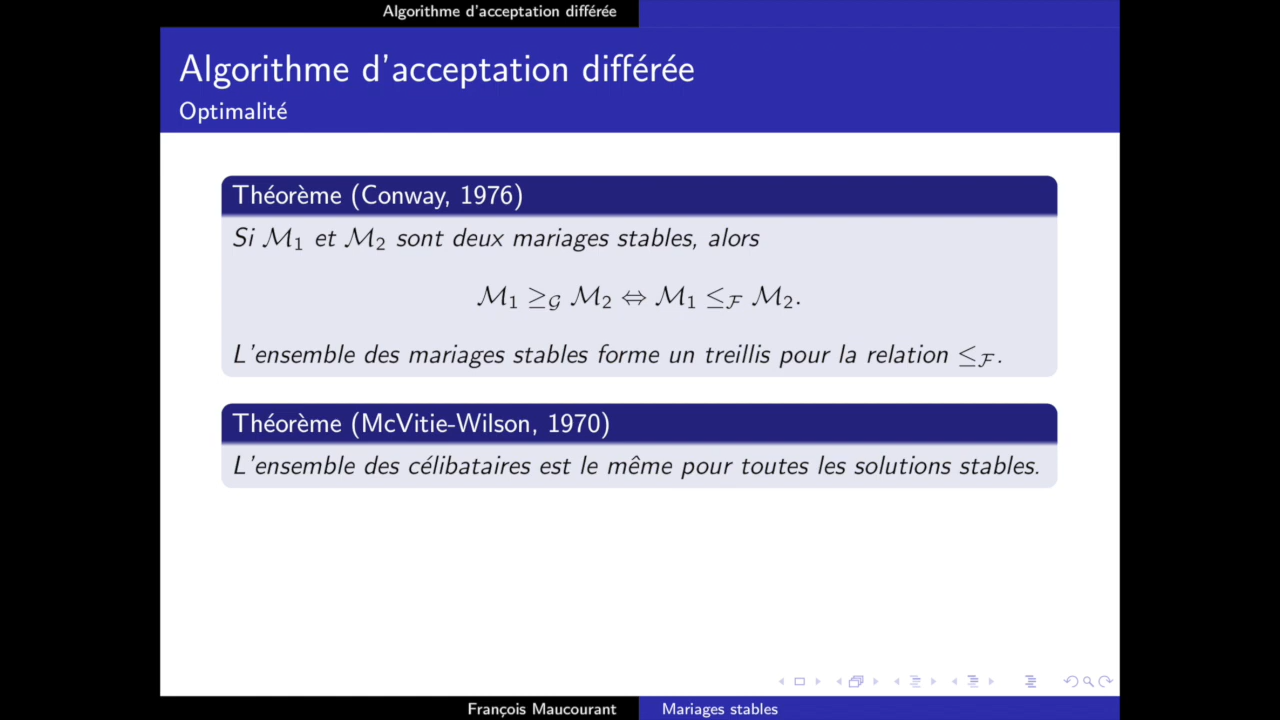 Algorithme d'acceptation différée
Algorithme d'acceptation différée
Optimalité
Théorème (Conway, 1976)
Si ℳ₁ et ℳ₂ sont deux mariages stables, alors
ℳ₁ ≥𝒢 ℳ₂ ⇔ ℳ₁ ≤ℱ ℳ₂.
L'ensemble des mariages stables forme un treillis pour la relation ≤ℱ.
Théorème (McVitie-Wilson, 1970)
L'ensemble des célibataires est le même pour toutes les solutions stables.
François Maucourant
Mariages stables